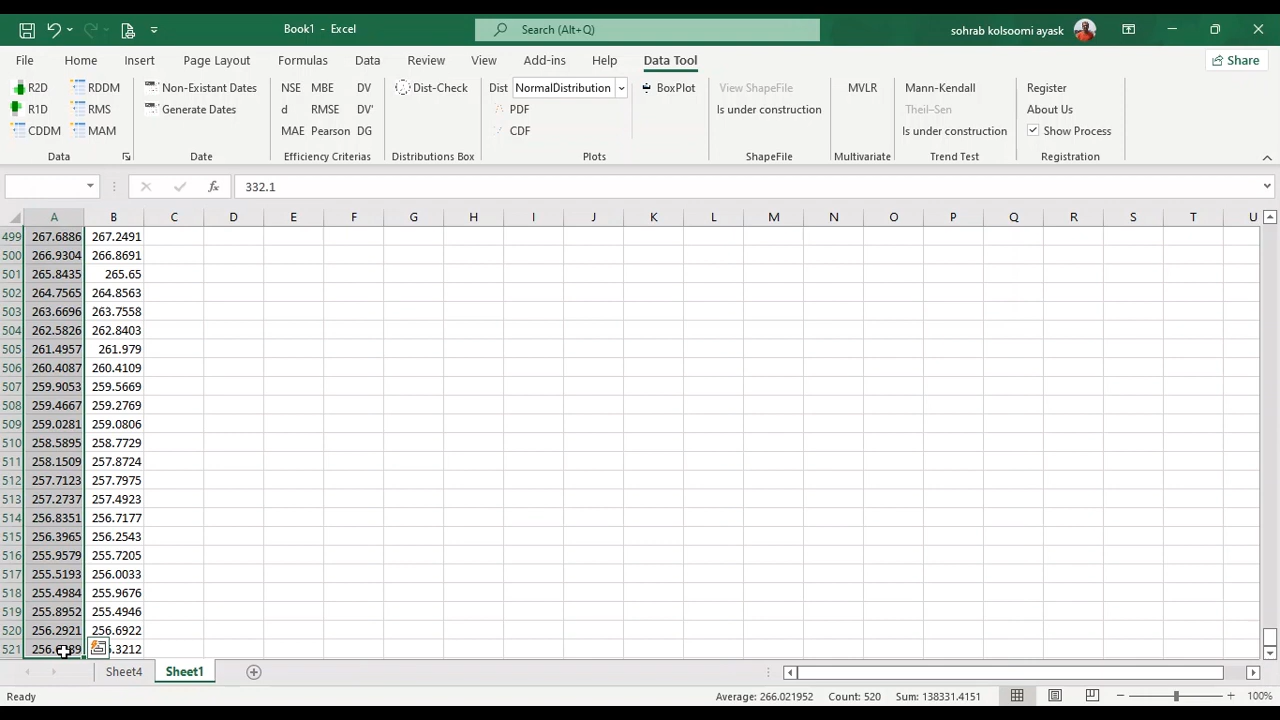 Book1 - Excel
Search (Alt+Q)
sohrab kolsoomi ayask
File Home Insert Page Layout Formulas Data Review View Add-ins Help Data Tool
Share
R2D RDDM Non-Existant Dates NSE MBE DV Dist-Check Dist NormalDistribution BoxPlot View ShapeFile MVLR Mann-Kendall Register
R1D RMS Generate Dates d RMSE DV' PDF Is under construction Theil–Sen About Us
CDDM MAM MAE Pearson DG CDF Is under construction Show Process
Data Date Efficiency Criterias Distributions Box Plots ShapeFile Multivariate Trend Test Registration
fx 332.1
A B C D E F G H I J K L M N O P Q R S T U
499 267.6886 267.2491
500 266.9304 266.8691
501 265.8435 265.65
502 264.7565 264.8563
503 263.6696 263.7558
504 262.5826 262.8403
505 261.4957 261.979
506 260.4087 260.4109
507 259.9053 259.5669
508 259.4667 259.2769
509 259.0281 259.0806
510 258.5895 258.7729
511 258.1509 257.8724
512 257.7123 257.7975
513 257.2737 257.4923
514 256.8351 256.7177
515 256.3965 256.2543
516 255.9579 255.7205
517 255.5193 256.0033
518 255.4984 255.9676
519 255.8952 255.4946
520 256.2921 256.6922
521
Sheet4 Sheet1
Ready Average: 266.021952 Count: 520 Sum: 138331.4151 100%